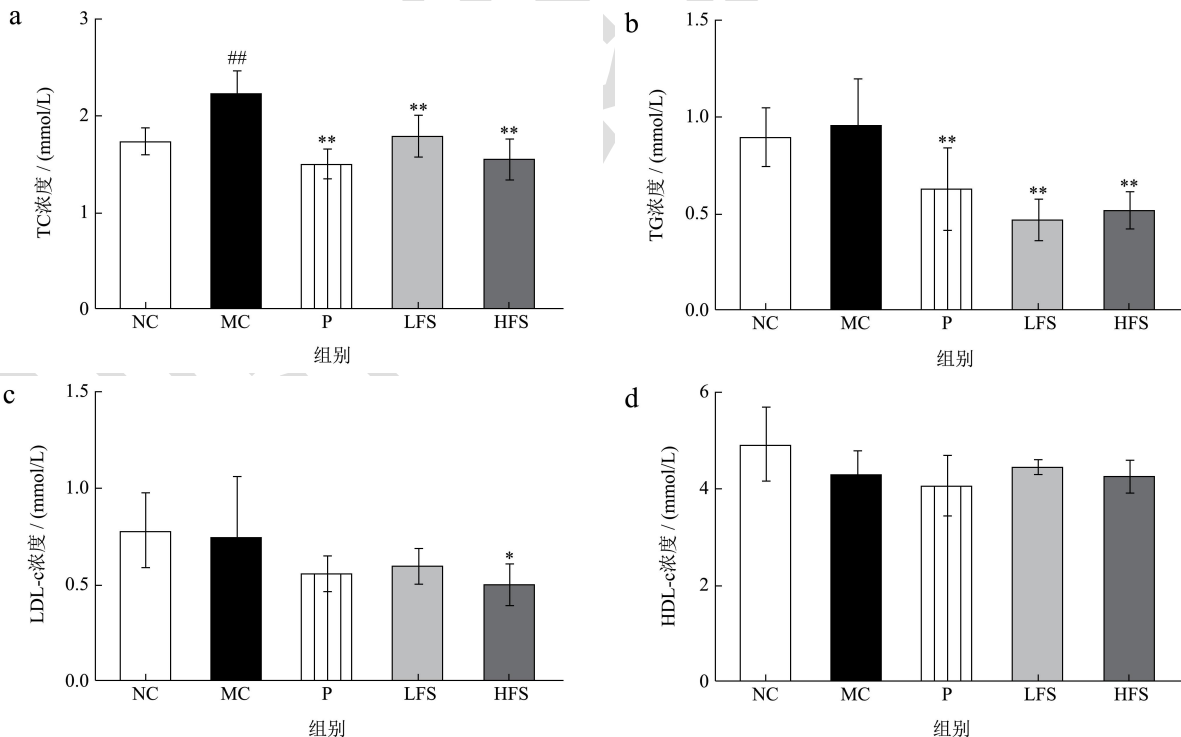 a
3
2
1
0
TC浓度 / (mmol/L)
##
**
**
**
NC MC P LFS HFS
组别
b
1.5
1.0
0.5
0.0
TG浓度 / (mmol/L)
**
**
**
NC MC P LFS HFS
组别
c
1.5
1.0
0.5
0.0
LDL-c浓度 / (mmol/L)
*
NC MC P LFS HFS
组别
d
6
4
2
0
HDL-c浓度 / (mmol/L)
NC MC P LFS HFS
组别